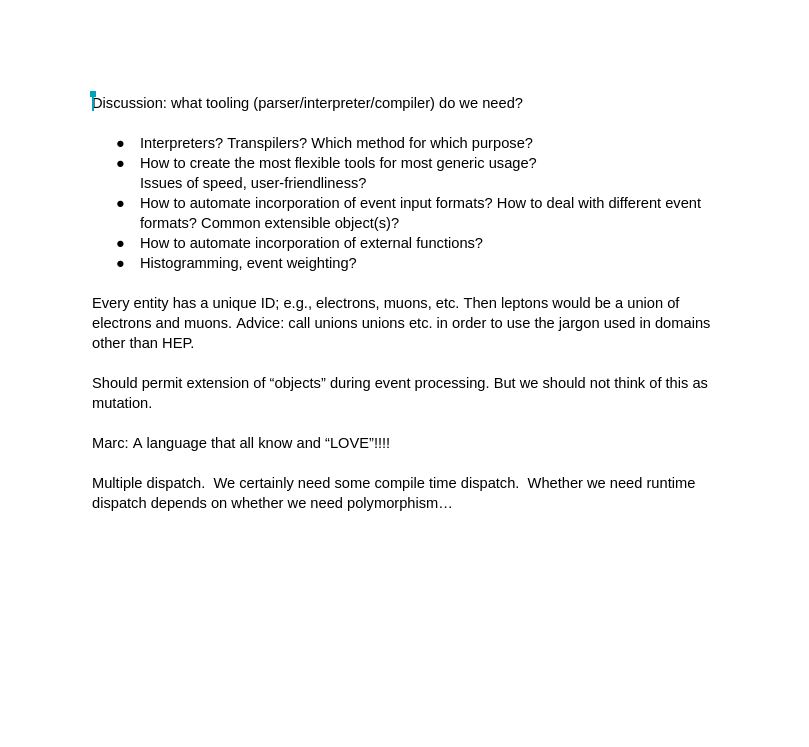 Discussion: what tooling (parser/interpreter/compiler) do we need?
● Interpreters? Transpilers? Which method for which purpose?
● How to create the most flexible tools for most generic usage?
Issues of speed, user-friendliness?
● How to automate incorporation of event input formats? How to deal with different event
formats? Common extensible object(s)?
● How to automate incorporation of external functions?
● Histogramming, event weighting?
Every entity has a unique ID; e.g., electrons, muons, etc. Then leptons would be a union of
electrons and muons. Advice: call unions unions etc. in order to use the jargon used in domains
other than HEP.
Should permit extension of “objects” during event processing. But we should not think of this as
mutation.
Marc: A language that all know and “LOVE”!!!!
Multiple dispatch.  We certainly need some compile time dispatch.  Whether we need runtime
dispatch depends on whether we need polymorphism…